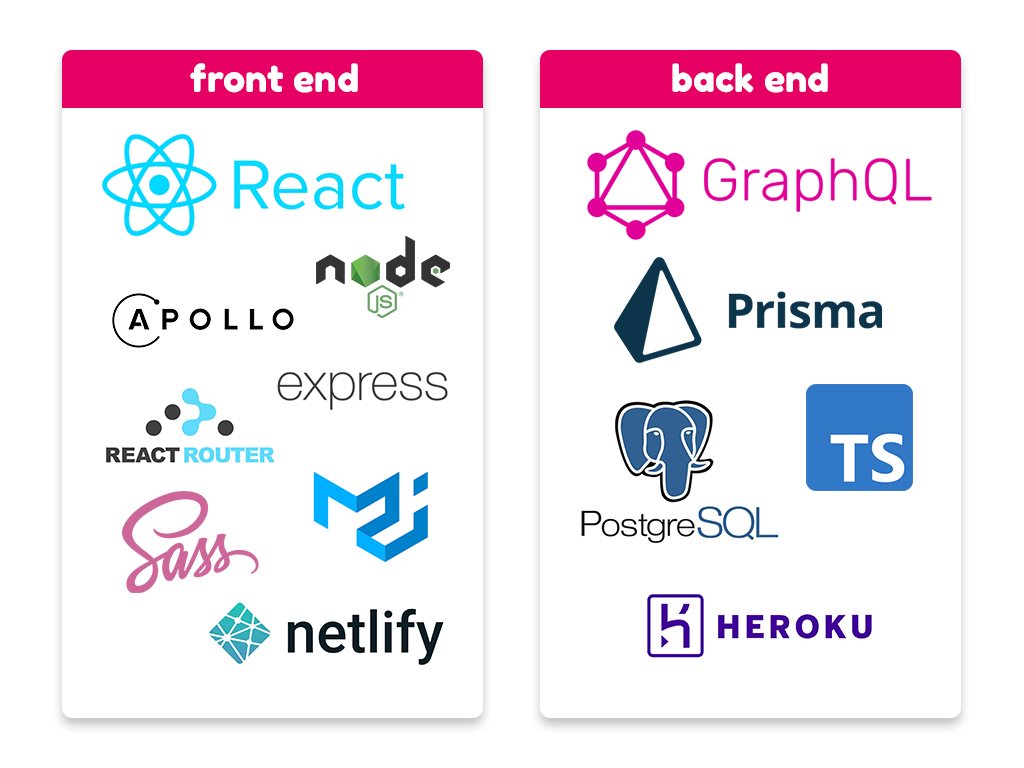 front end
React
node
JS
APOLLO
express
REACT ROUTER
Sass
netlify
back end
GraphQL
Prisma
TS
PostgreSQL
HEROKU